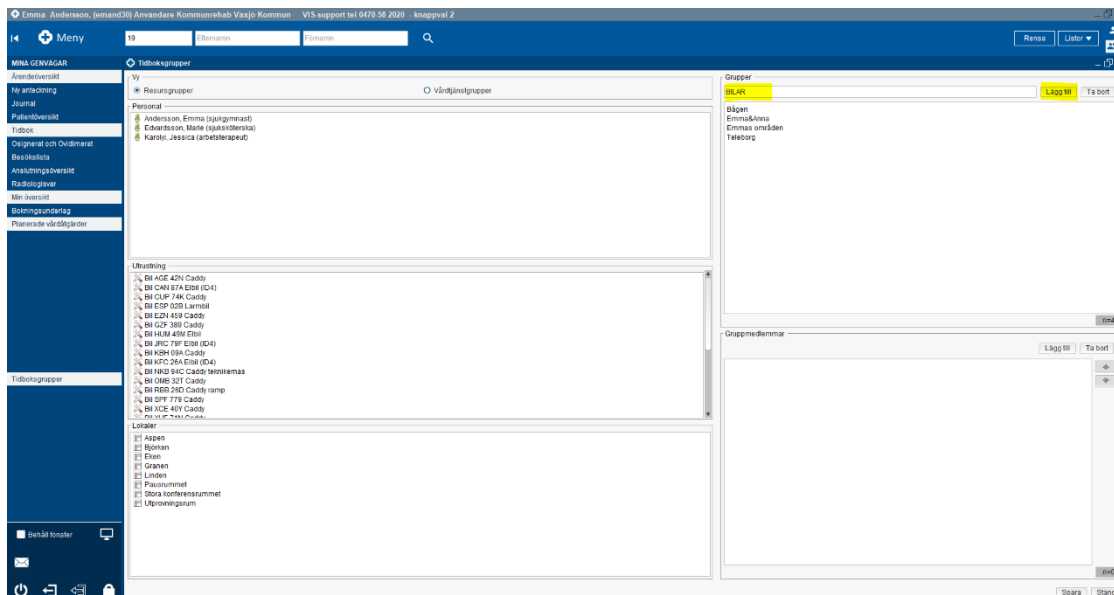 Emma Andersson, (emand30) Anvandare Kommunrehab Vaxjo Kommun VIS-support tel 0470-58 2020 - knappval 2
Meny
19
Efternamn
Förnamn
Rensa
Listor
MINA GENVÄGAR
Ärendeöversikt
Ny anteckning
Journal
Patientöversikt
Tidbok
Osignerat och Ovidimerat
Besökslista
Anslutningsöversikt
Radiologisvar
Min översikt
Bokningsunderlag
Planerade vårdåtgärder
Tidboksgrupper
Behåll fönster
Tidboksgrupper
Vy
Resursgrupper
Vårdtjänstgrupper
Personal
Andersson, Emma (sjukgymnast)
Edvardsson, Marie (sjuksköterska)
Karolyi, Jessica (arbetsterapeut)
Utrustning
Bil AGE 42N Caddy
Bil CAN 87A Elbil (ID4)
Bil CUP 74K Caddy
Bil ESP 02B Larmbil
Bil EZN 459 Caddy
Bil GZF 389 Caddy
Bil HUM 49M Elbil
Bil JRC 79F Elbil (ID4)
Bil KBH 09A Caddy
Bil KFC 26A Elbil (ID4)
Bil NKB 94C Caddy teknikernas
Bil OMB 32T Caddy
Bil RBB 26D Caddy ramp
Bil SPF 779 Caddy
Bil XCE 40Y Caddy
Lokaler
Aspen
Björken
Eken
Granen
Linden
Pausrummet
Stora konferensrummet
Utprovningsrum
Grupper
BILAR
Lägg till
Ta bort
Bågen
Emma&Anna
Emmas områden
Teleborg
n=4
Gruppmedlemmar
Lägg till
Ta bort
n=0
Spara
Stäng